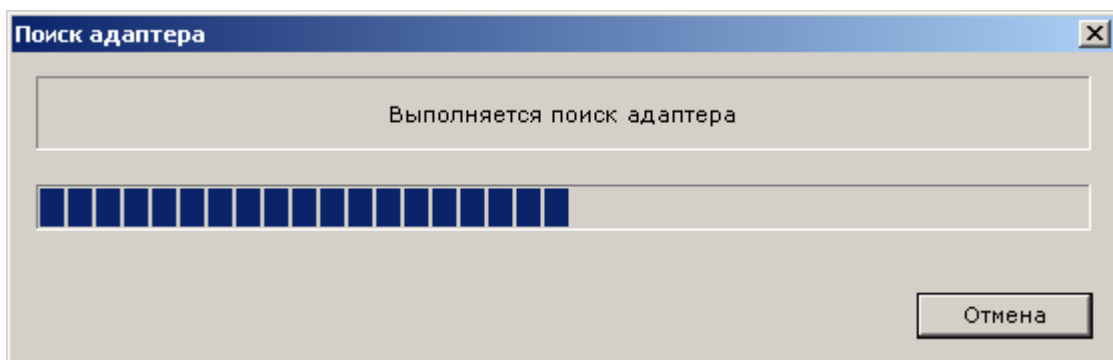 Поиск адаптера
Выполняется поиск адаптера
Отмена